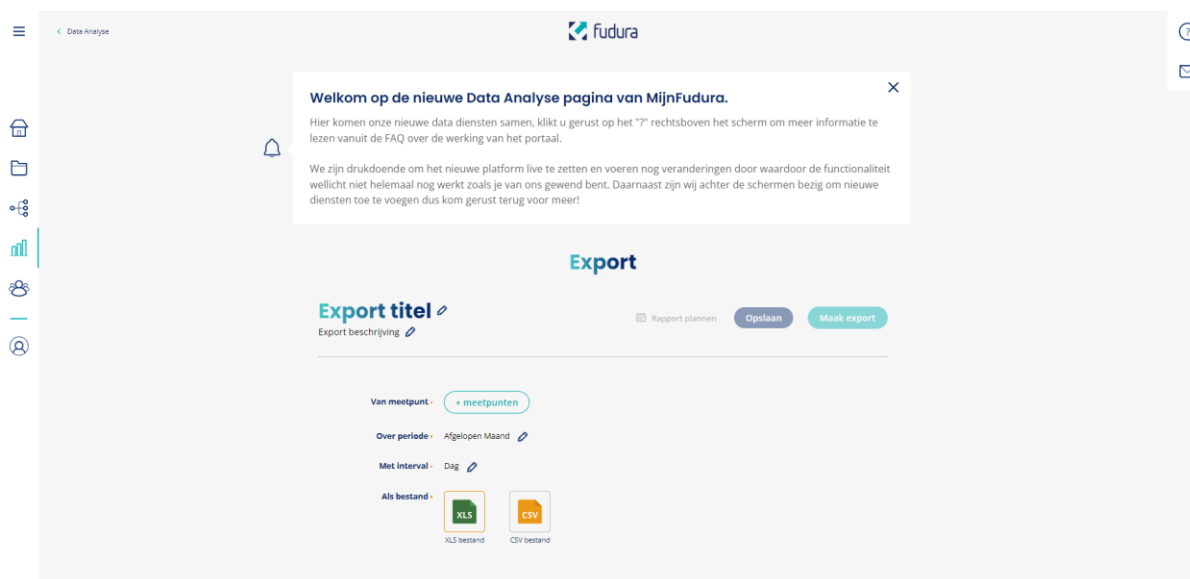 Data Analyse
fudura
?
Welkom op de nieuwe Data Analyse pagina van MijnFudura.
Hier komen onze nieuwe data diensten samen, klikt u gerust op het "?" rechtsboven het scherm om meer informatie te
lezen vanuit de FAQ over de werking van het portaal.
We zijn drukdoende om het nieuwe platform live te zetten en voeren nog veranderingen door waardoor de functionaliteit
wellicht niet helemaal nog werkt zoals je van ons gewend bent. Daarnaast zijn wij achter de schermen bezig om nieuwe
diensten toe te voegen dus kom gerust terug voor meer!
Export
Export titel
Export beschrijving
Rapport plannen
Opslaan
Maak export
Van meetpunt
+ meetpunten
Over periode
Afgelopen Maand
Met interval
Dag
Als bestand
XLS
CSV
XLS bestand
CSV bestand